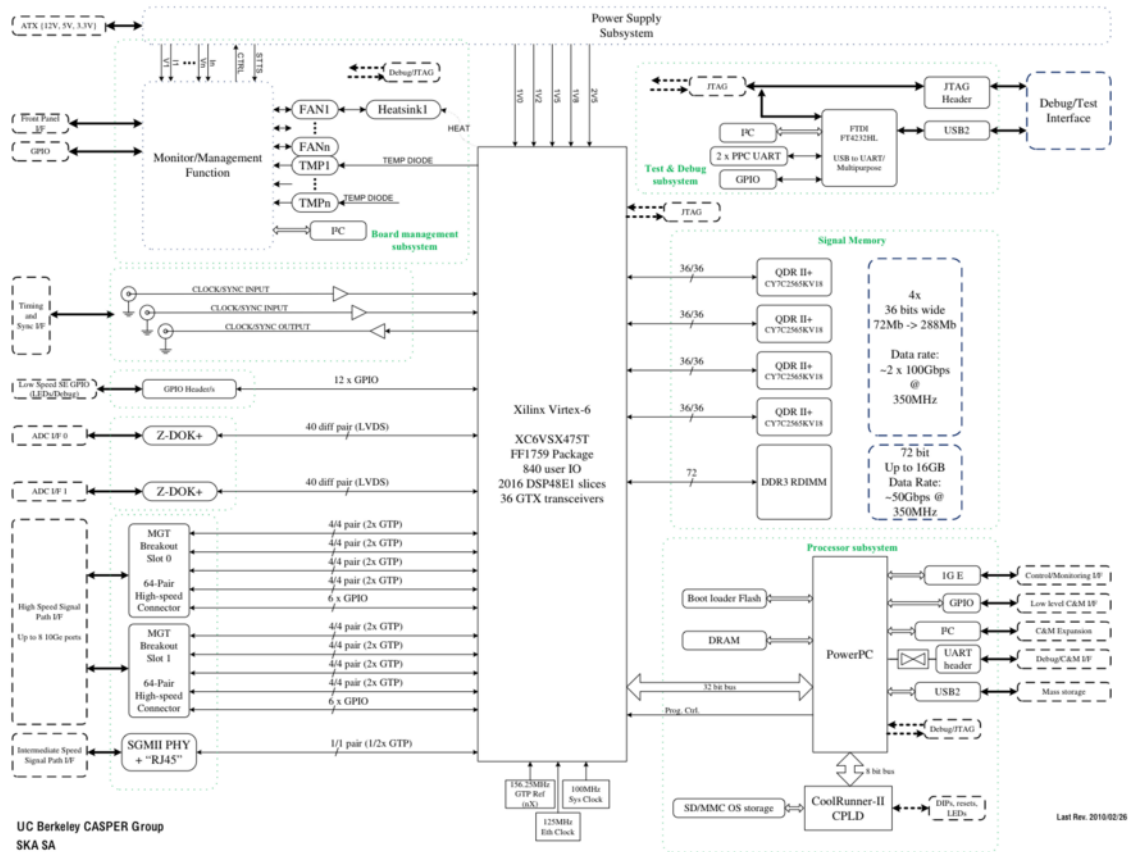 ATX {12V, 5V, 3.3V}
Power Supply
Subsystem
V1
I1
Vn
In
CTRL
STTS
Debug/JTAG
1V0
1V2
1V5
1V8
2V5
Front Panel
I/F
GPIO
Monitor/Management
Function
FAN1
Heatsink1
HEAT
FANn
TMP1
TEMP DIODE
TMPn
TEMP DIODE
I²C
Board management
subsystem
JTAG
JTAG
Header
Debug/Test
Interface
I²C
2 x PPC UART
GPIO
FTDI
FT4232HL
USB to UART/
Multipurpose
USB2
Test & Debug
subsystem
JTAG
Timing
and
Sync I/F
CLOCK/SYNC INPUT
CLOCK/SYNC INPUT
CLOCK/SYNC OUTPUT
Low Speed SE GPIO
(LEDs/Debug)
GPIO Header/s
12 x GPIO
ADC I/F 0
Z-DOK+
40 diff pair (LVDS)
ADC I/F 1
Z-DOK+
40 diff pair (LVDS)
High Speed Signal
Path I/F
Up to 8 10Ge ports
MGT
Breakout
Slot 0
64-Pair
High-speed
Connector
4/4 pair (2x GTP)
4/4 pair (2x GTP)
4/4 pair (2x GTP)
4/4 pair (2x GTP)
6 x GPIO
MGT
Breakout
Slot 1
64-Pair
High-speed
Connector
4/4 pair (2x GTP)
4/4 pair (2x GTP)
4/4 pair (2x GTP)
4/4 pair (2x GTP)
6 x GPIO
Intermediate Speed
Signal Path I/F
SGMII PHY
+ “RJ45”
1/1 pair (1/2x GTP)
Xilinx Virtex-6
XC6VSX475T
FF1759 Package
840 user IO
2016 DSP48E1 slices
36 GTX transceivers
156.25MHz
GTP Ref
(nX)
125MHz
Eth Clock
100MHz
Sys Clock
Signal Memory
36/36
QDR II+
CY7C2565KV18
36/36
QDR II+
CY7C2565KV18
36/36
QDR II+
CY7C2565KV18
36/36
QDR II+
CY7C2565KV18
72
DDR3 RDIMM
4x
36 bits wide
72Mb -> 288Mb
Data rate:
~2 x 100Gbps
@
350MHz
72 bit
Up to 16GB
Data Rate:
~50Gbps @
350MHz
Processor subsystem
Boot loader Flash
DRAM
PowerPC
32 bit bus
Prog. Ctrl.
1G E
Control/Monitoring I/F
GPIO
Low level C&M I/F
I²C
C&M Expansion
UART
header
Debug/C&M I/F
USB2
Mass storage
Debug/JTAG
8 bit bus
SD/MMC OS storage
CoolRunner-II
CPLD
DIPs, resets,
LEDs
UC Berkeley CASPER Group
SKA SA
Last Rev. 2010/02/26